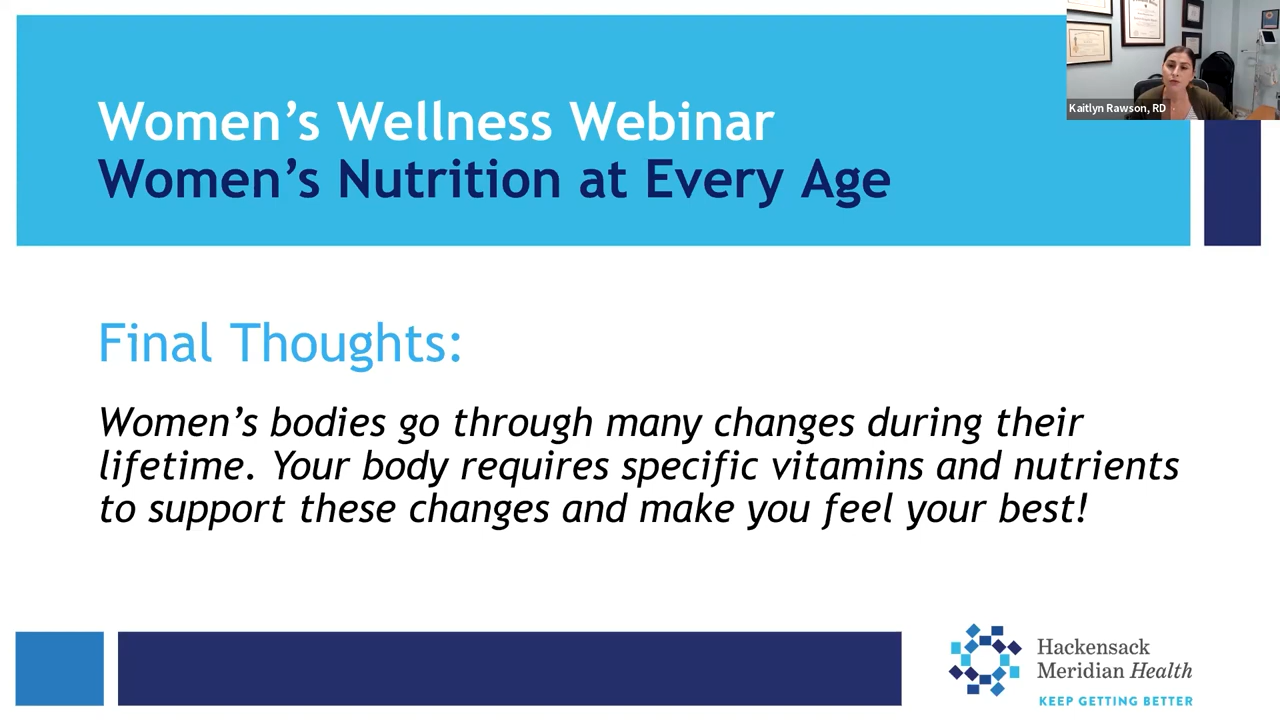 Women's Wellness Webinar
Women's Nutrition at Every Age
Kaitlyn Rawson, RD
Final Thoughts:
Women's bodies go through many changes during their
lifetime. Your body requires specific vitamins and nutrients
to support these changes and make you feel your best!
Hackensack
Meridian Health
KEEP GETTING BETTER